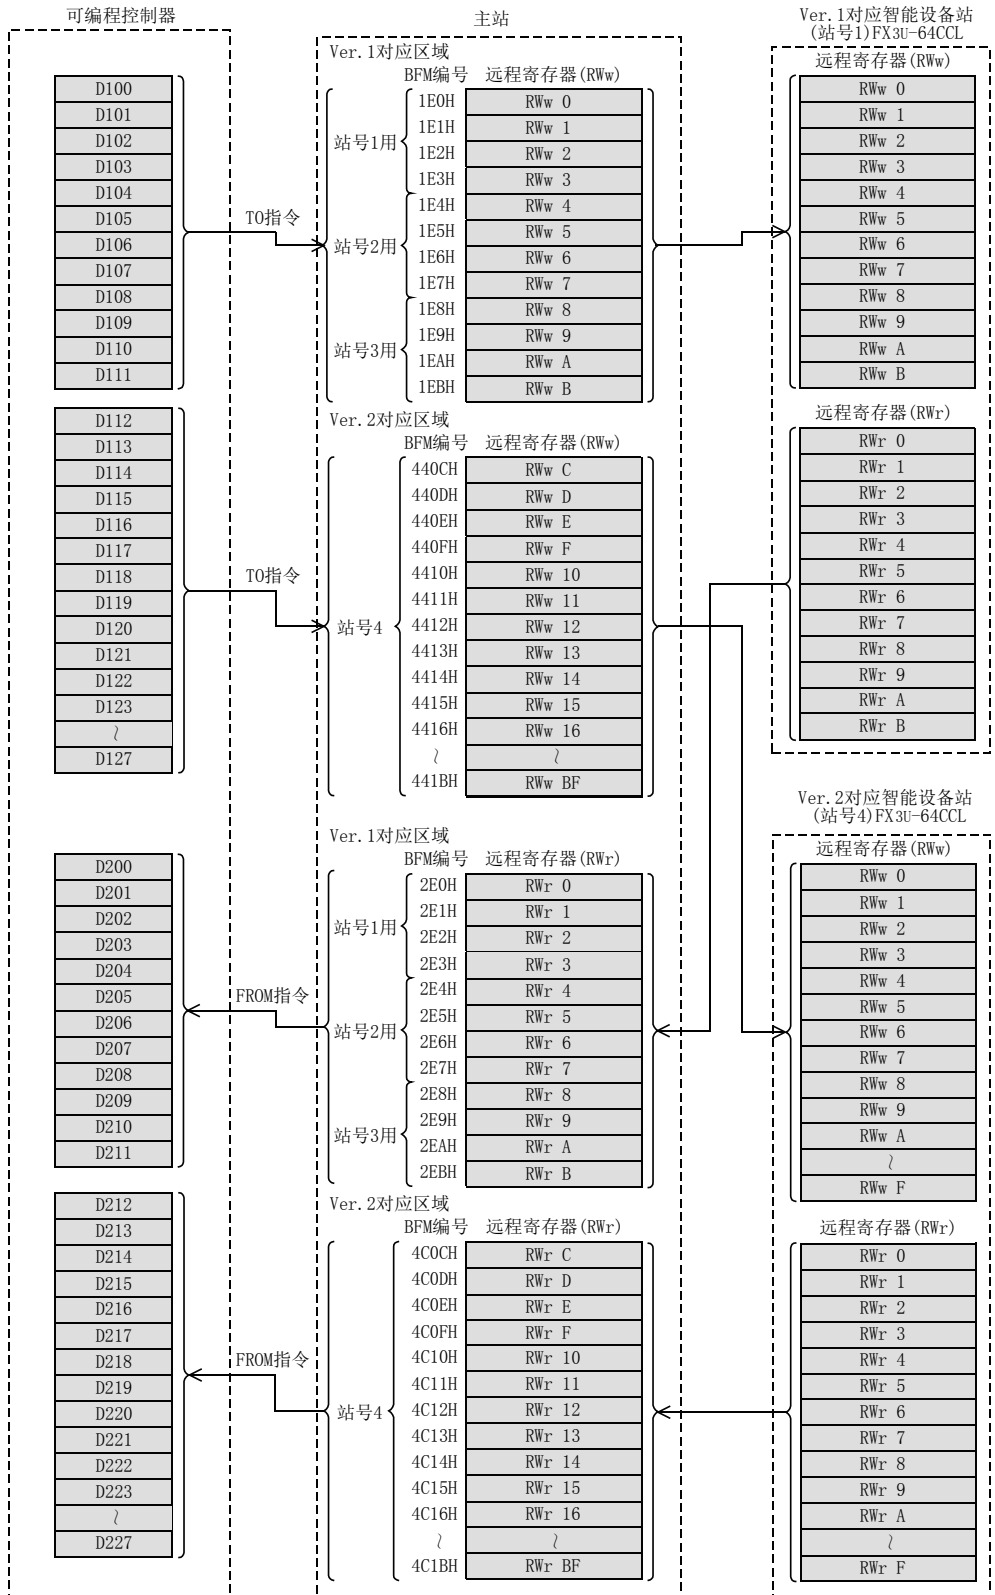 可编程控制器
D100
D101
D102
D103
D104
D105
D106
D107
D108
D109
D110
D111
D112
D113
D114
D115
D116
D117
D118
D119
D120
D121
D122
D123
~
D127
D200
D201
D202
D203
D204
D205
D206
D207
D208
D209
D210
D211
D212
D213
D214
D215
D216
D217
D218
D219
D220
D221
D222
D223
~
D227
TO指令
TO指令
FROM指令
FROM指令
主站
Ver.1对应区域
BFM编号 远程寄存器(RWw)
站号1用
站号2用
站号3用
1E0H RWw 0
1E1H RWw 1
1E2H RWw 2
1E3H RWw 3
1E4H RWw 4
1E5H RWw 5
1E6H RWw 6
1E7H RWw 7
1E8H RWw 8
1E9H RWw 9
1EAH RWw A
1EBH RWw B
Ver.2对应区域
BFM编号 远程寄存器(RWw)
站号4
440CH RWw C
440DH RWw D
440EH RWw E
440FH RWw F
4410H RWw 10
4411H RWw 11
4412H RWw 12
4413H RWw 13
4414H RWw 14
4415H RWw 15
4416H RWw 16
~ ~
441BH RWw BF
Ver.1对应区域
BFM编号 远程寄存器(RWr)
站号1用
站号2用
站号3用
2E0H RWr 0
2E1H RWr 1
2E2H RWr 2
2E3H RWr 3
2E4H RWr 4
2E5H RWr 5
2E6H RWr 6
2E7H RWr 7
2E8H RWr 8
2E9H RWr 9
2EAH RWr A
2EBH RWr B
Ver.2对应区域
BFM编号 远程寄存器(RWr)
站号4
4C0CH RWr C
4C0DH RWr D
4C0EH RWr E
4C0FH RWr F
4C10H RWr 10
4C11H RWr 11
4C12H RWr 12
4C13H RWr 13
4C14H RWr 14
4C15H RWr 15
4C16H RWr 16
~ ~
4C1BH RWr BF
Ver.1对应智能设备站
(站号1)FX3U-64CCL
远程寄存器(RWw)
RWw 0
RWw 1
RWw 2
RWw 3
RWw 4
RWw 5
RWw 6
RWw 7
RWw 8
RWw 9
RWw A
RWw B
远程寄存器(RWr)
RWr 0
RWr 1
RWr 2
RWr 3
RWr 4
RWr 5
RWr 6
RWr 7
RWr 8
RWr 9
RWr A
RWr B
Ver.2对应智能设备站
(站号4)FX3U-64CCL
远程寄存器(RWw)
RWw 0
RWw 1
RWw 2
RWw 3
RWw 4
RWw 5
RWw 6
RWw 7
RWw 8
RWw 9
RWw A
~
RWw F
远程寄存器(RWr)
RWr 0
RWr 1
RWr 2
RWr 3
RWr 4
RWr 5
RWr 6
RWr 7
RWr 8
RWr 9
RWr A
~
RWr F